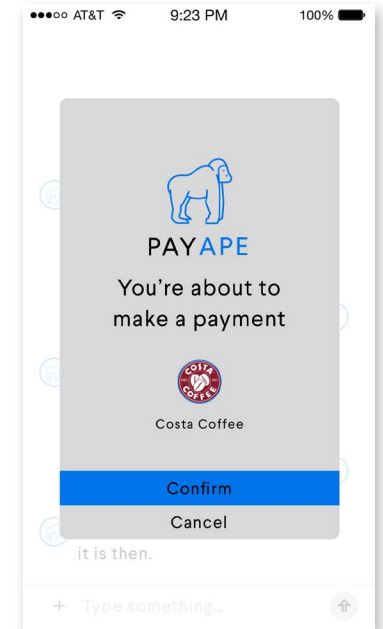 AT&T 9:23 PM 100%
PAYAPE
You're about to
make a payment
COSTA
COFFEE
Costa Coffee
Confirm
Cancel
it is then.
+ Type something...